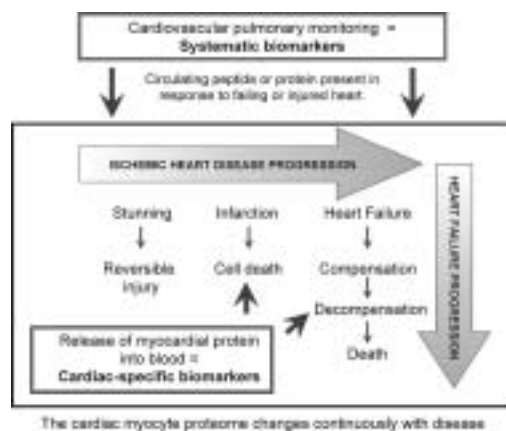 Cardiovascular pulmonary monitoring =
Systematic biomarkers
Circulating peptide or protein present in
response to failing or injured heart
ISCHEMIC HEART DISEASE PROGRESSION
HEART FAILURE PROGRESSION
Stunning Infarction Heart Failure
Reversible Cell death Compensation
injury
Decompensation
Release of myocardial protein
into blood =
Cardiac-specific biomarkers
Death
The cardiac myocyte proteome changes continuously with disease